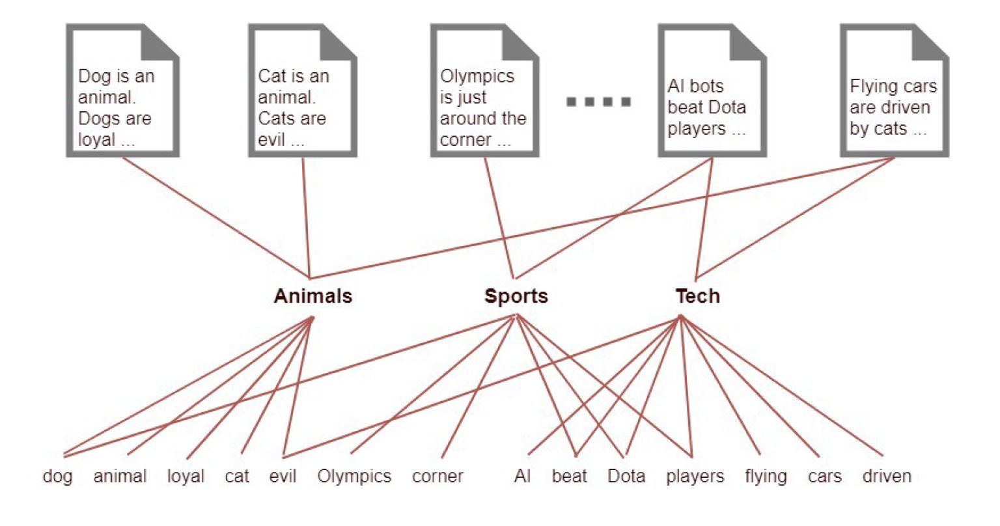 Dog is an
animal.
Dogs are
loyal ...
Cat is an
animal.
Cats are
evil ...
Olympics
is just
around the
corner ...
AI bots
beat Dota
players ...
Flying cars
are driven
by cats ...
Animals
Sports
Tech
dog animal loyal cat evil Olympics corner AI beat Dota players flying cars driven